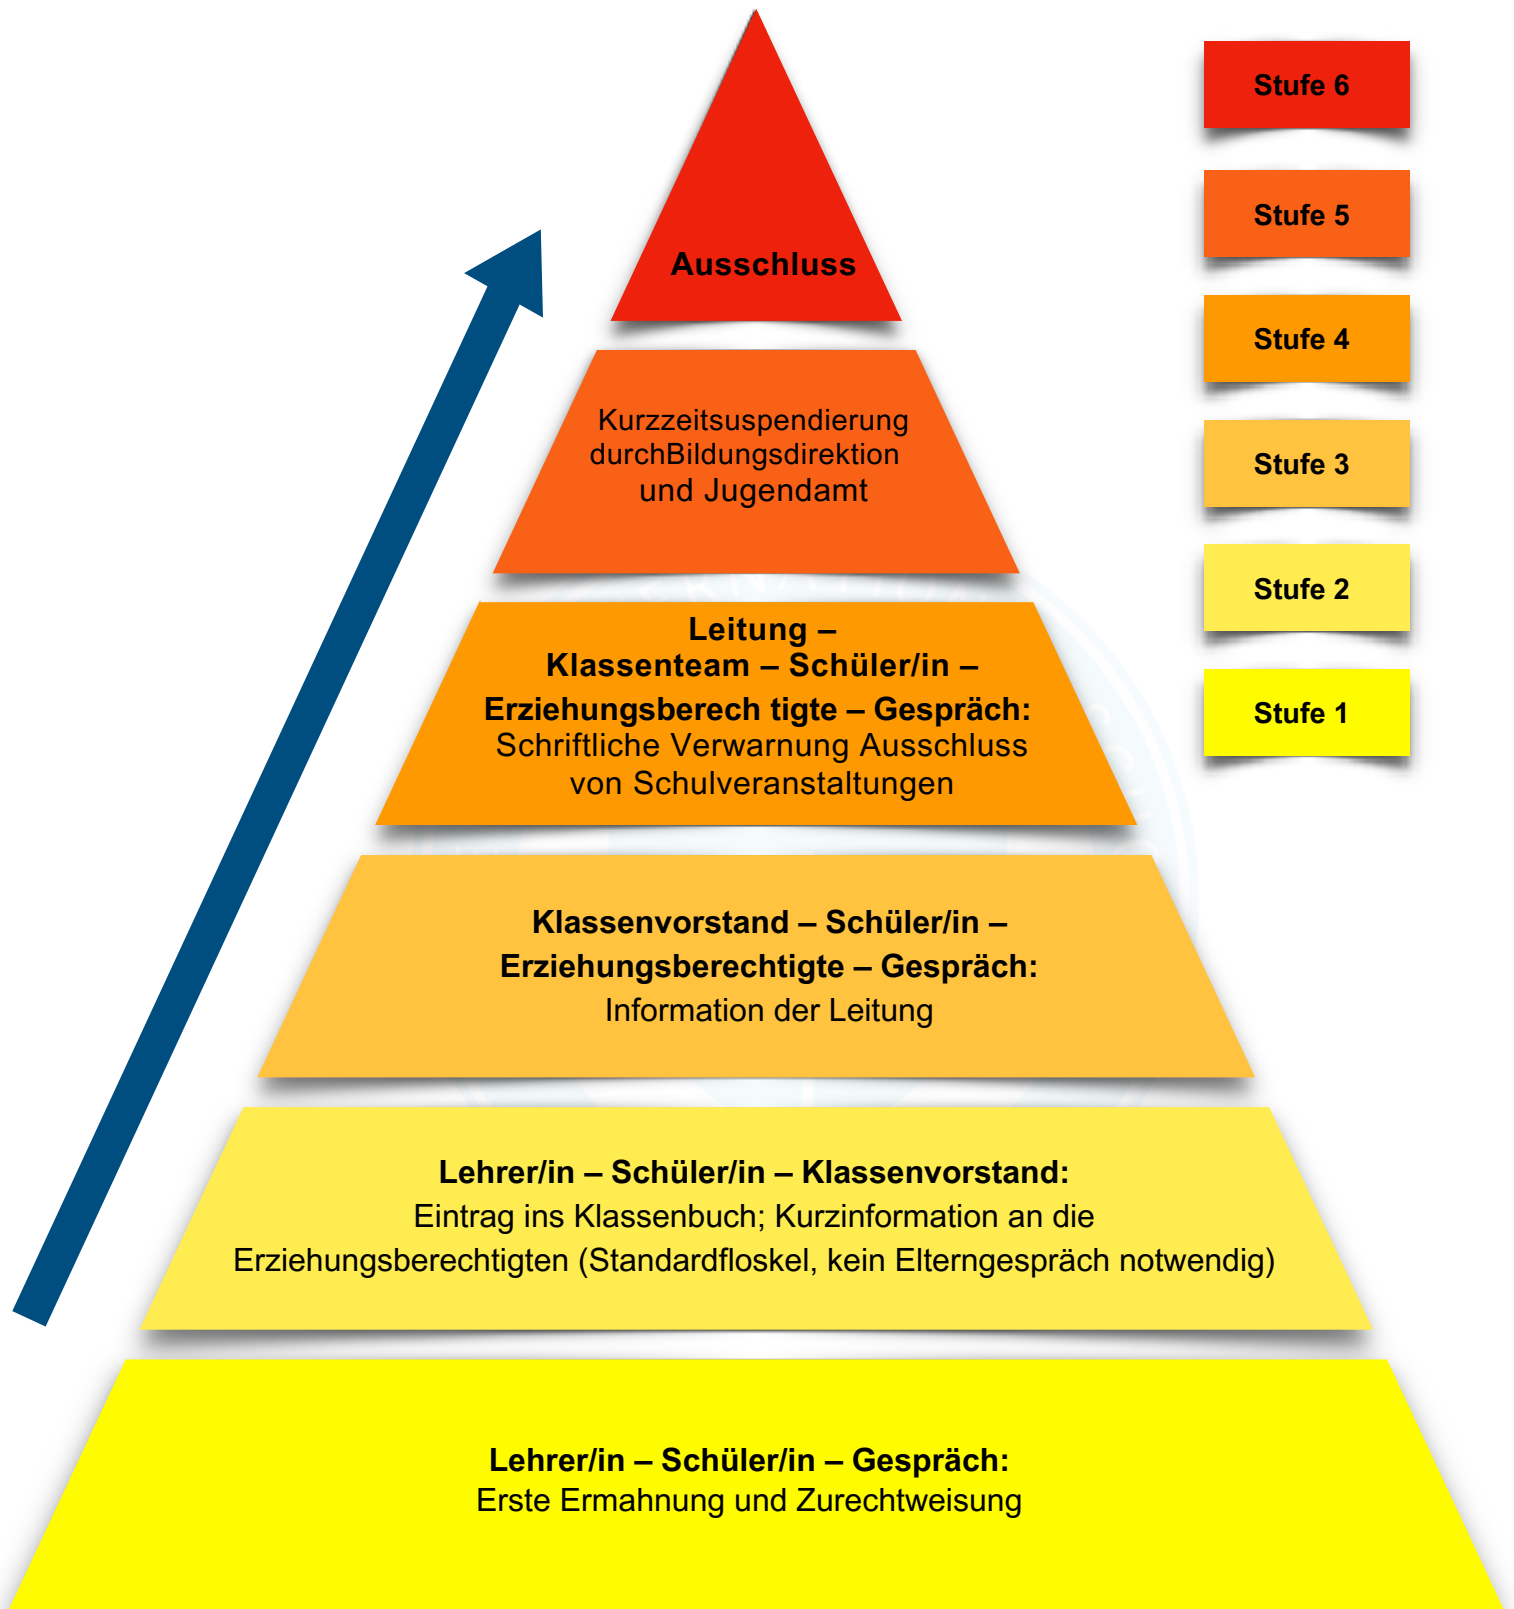 Ausschluss
Kurzzeitsuspendierung
durchBildungsdirektion
und Jugendamt
Leitung –
Klassenteam – Schüler/in –
Erziehungsberech tigte – Gespräch:
Schriftliche Verwarnung Ausschluss
von Schulveranstaltungen
Klassenvorstand – Schüler/in –
Erziehungsberechtigte – Gespräch:
Information der Leitung
Lehrer/in – Schüler/in – Klassenvorstand:
Eintrag ins Klassenbuch; Kurzinformation an die
Erziehungsberechtigten (Standardfloskel, kein Elterngespräch notwendig)
Lehrer/in – Schüler/in – Gespräch:
Erste Ermahnung und Zurechtweisung
Stufe 6
Stufe 5
Stufe 4
Stufe 3
Stufe 2
Stufe 1